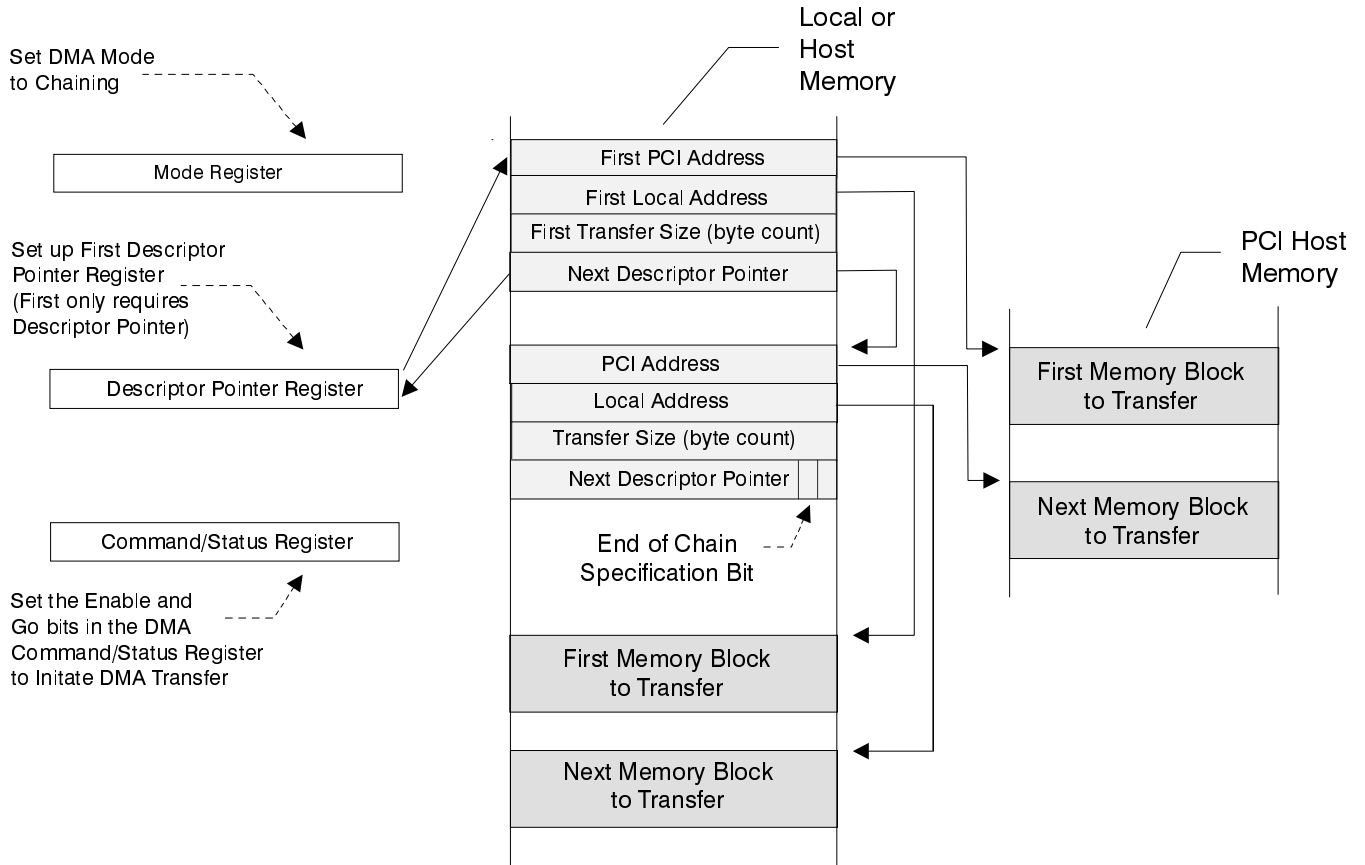 Local or
Host
Memory
Set DMA Mode
to Chaining
Mode Register
Set up First Descriptor
Pointer Register
(First only requires
Descriptor Pointer)
Descriptor Pointer Register
Command/Status Register
Set the Enable and
Go bits in the DMA
Command/Status Register
to Initate DMA Transfer
First PCI Address
First Local Address
First Transfer Size (byte count)
Next Descriptor Pointer
PCI Address
Local Address
Transfer Size (byte count)
Next Descriptor Pointer
End of Chain
Specification Bit
First Memory Block
to Transfer
Next Memory Block
to Transfer
PCI Host
Memory
First Memory Block
to Transfer
Next Memory Block
to Transfer